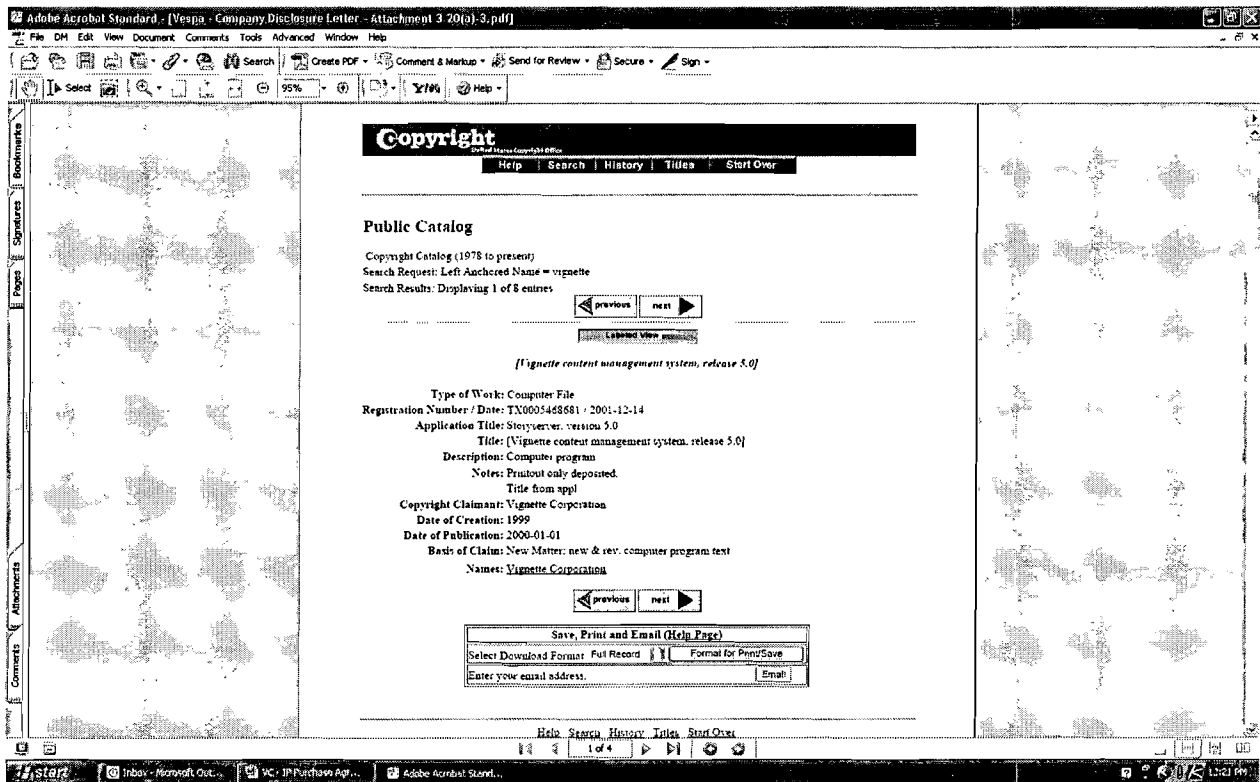 Adobe Acrobat Standard - [Vespa - Company Disclosure Letter - Attachment 3.20(a)-3.pdf]
File DM Edit View Document Comments Tools Advanced Window Help
Search Create PDF Comment & Markup Send for Review Secure Sign
Select 95% Help
Bookmarks
Signatures
Pages
Attachments
Comments
Copyright
United States Copyright Office
Help Search History Titles Start Over
Public Catalog
Copyright Catalog (1978 to present)
Search Request: Left Anchored Name = vignette
Search Results: Displaying 1 of 8 entries
previous next
Labeled View
[Vignette content management system, release 5.0]
Type of Work: Computer File
Registration Number / Date: TX0005468681 / 2001-12-14
Application Title: Storyserver, version 5.0
Title: [Vignette content management system, release 5.0]
Description: Computer program
Notes: Printout only deposited.
Title from appl
Copyright Claimant: Vignette Corporation
Date of Creation: 1999
Date of Publication: 2000-01-01
Basis of Claim: New Matter: new & rev. computer program text
Names: Vignette Corporation
previous next
Save, Print and Email (Help Page)
Select Download Format Full Record Format for Print/Save
Enter your email address. Email
Help Search History Titles Start Over
1 of 4
start Inbox - Microsoft Out... VC - IP Purchase Agr... Adobe Acrobat Stand...